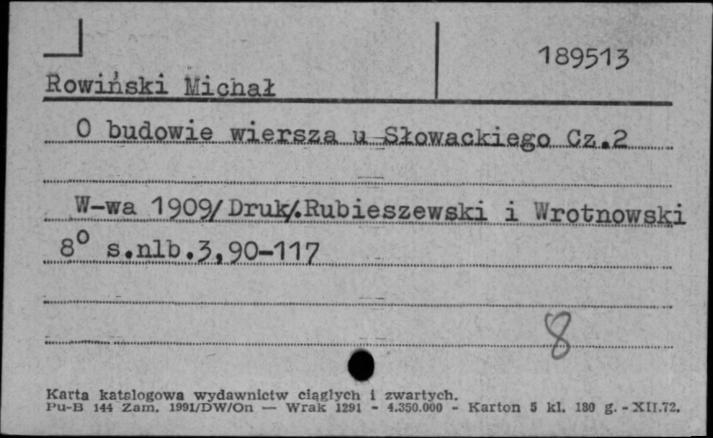 189513
Rowiński Michał
O budowie wiersza u Słowackiego Cz.2
W-wa 1909/Druk/.Rubieszewski i Wrotnowski
8° s.nlb.3,90-117
8
Karta katalogowa wydawnictw ciągłych i zwartych.
Pu-B 144 Zam. 1991/DW/On — Wrak 1291 - 4.350.000 - Karton 5 kl. 180 g. - XII.72.